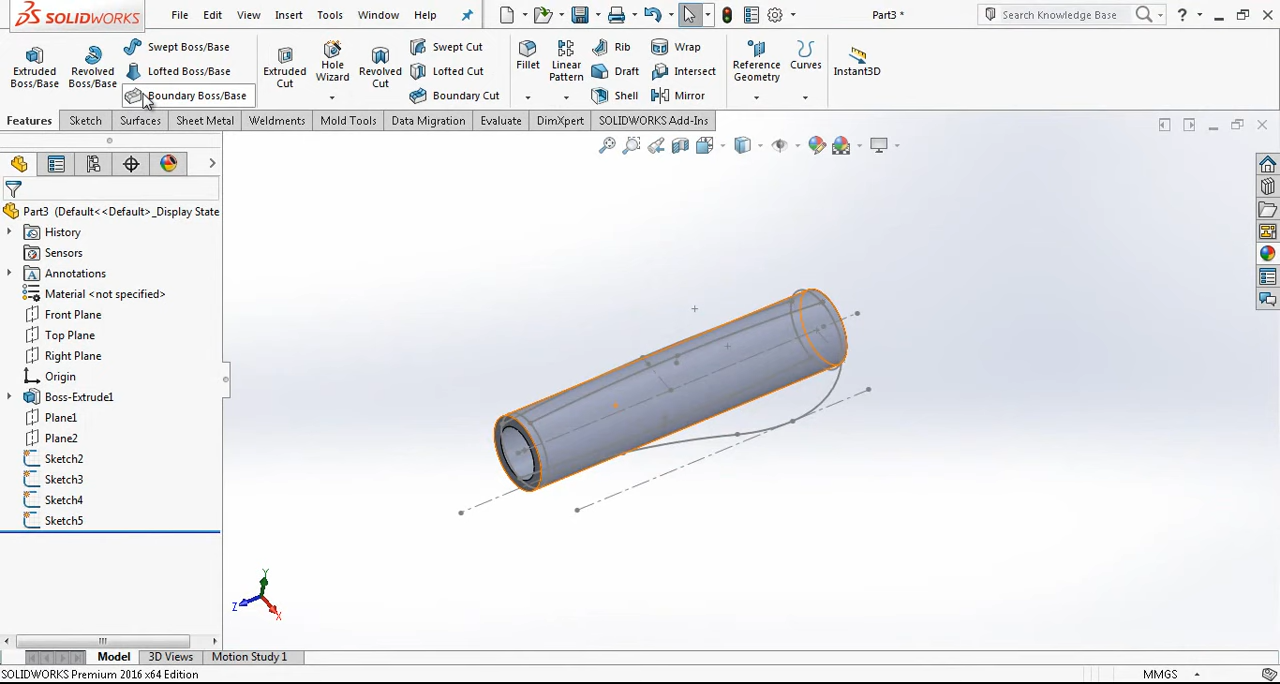 SOLIDWORKS
File Edit View Insert Tools Window Help
Part3 *
Search Knowledge Base
Extruded Boss/Base
Revolved Boss/Base
Swept Boss/Base
Lofted Boss/Base
Boundary Boss/Base
Extruded Cut
Hole Wizard
Revolved Cut
Swept Cut
Lofted Cut
Boundary Cut
Fillet
Linear Pattern
Rib
Draft
Shell
Wrap
Intersect
Mirror
Reference Geometry
Curves
Instant3D
Features Sketch Surfaces Sheet Metal Weldments Mold Tools Data Migration Evaluate DimXpert SOLIDWORKS Add-Ins
Part3 (Default<<Default>_Display State
History
Sensors
Annotations
Material <not specified>
Front Plane
Top Plane
Right Plane
Origin
Boss-Extrude1
Plane1
Plane2
Sketch2
Sketch3
Sketch4
Sketch5
Y
Z
X
Model 3D Views Motion Study 1
SOLIDWORKS Premium 2016 x64 Edition
MMGS